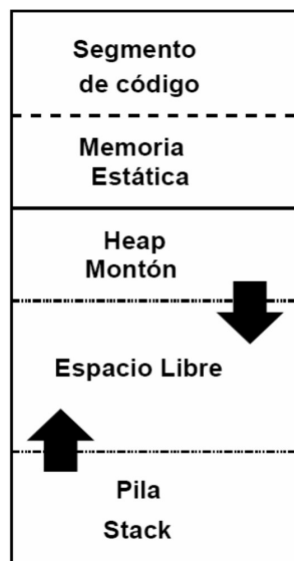 Segmento
de código
Memoria
Estática
Heap
Montón
Espacio Libre
Pila
Stack